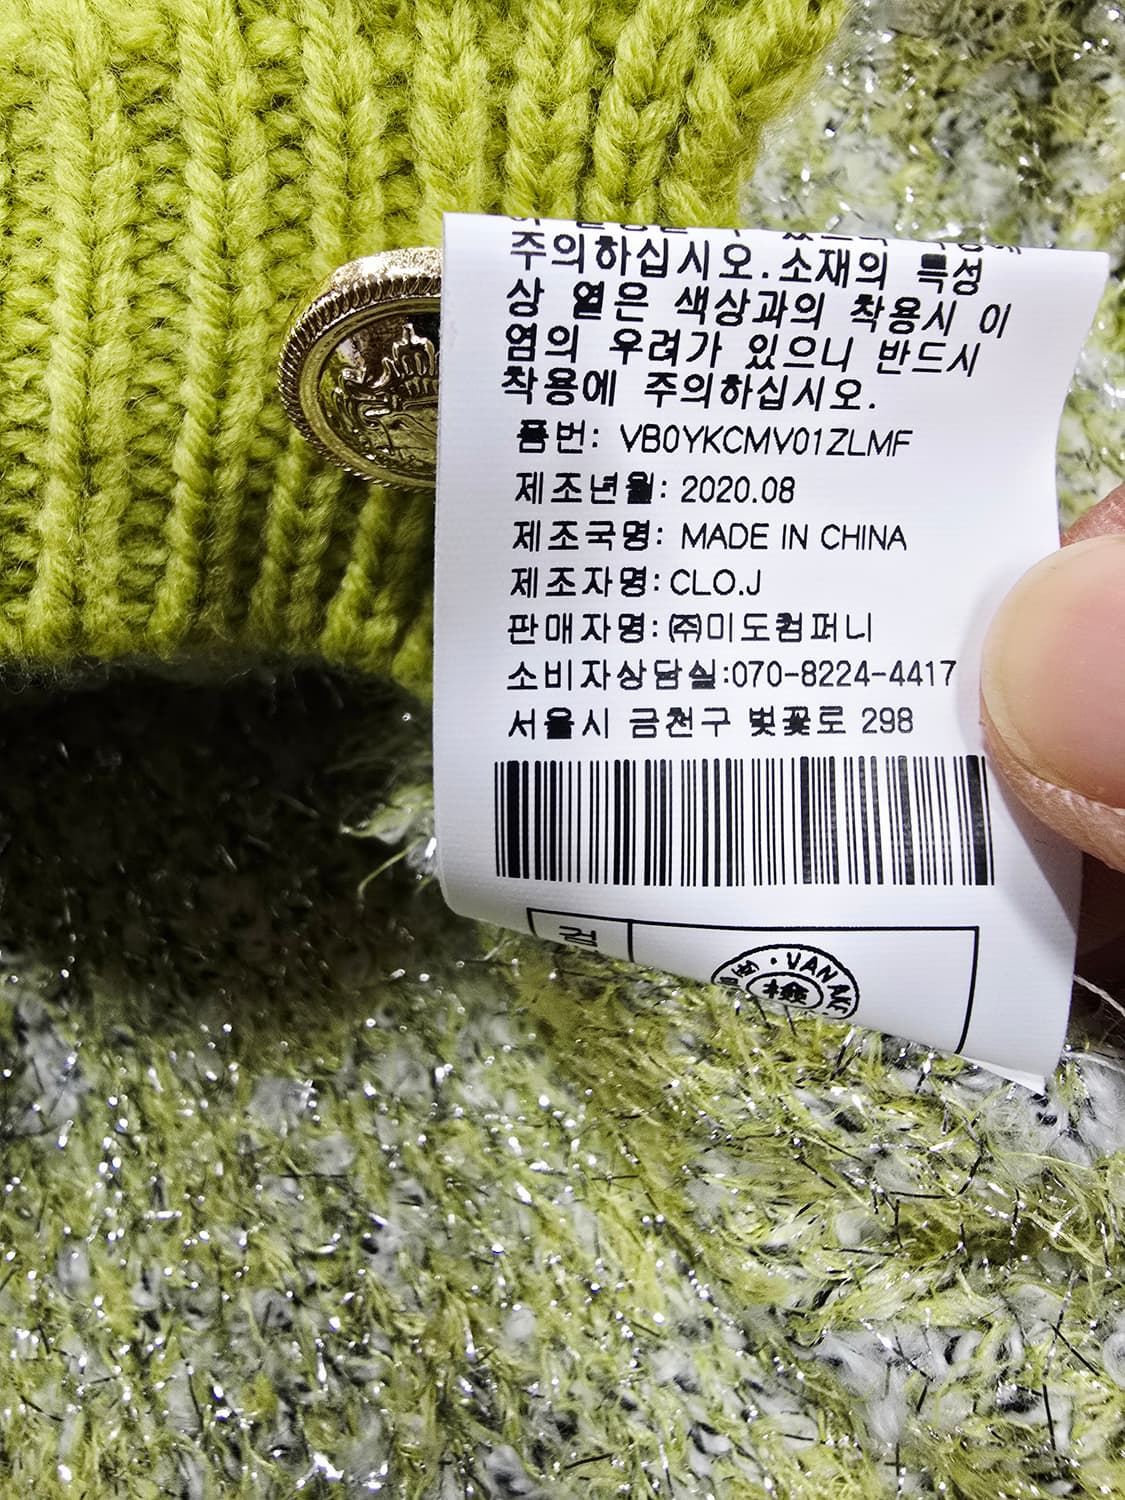 주의하십시오.소재의 특성
상 옅은 색상과의 착용시 이
염의 우려가 있으니 반드시
착용에 주의하십시오.
품번: VB0YKCMV01ZLMF
제조년월: 2020.08
제조국명: MADE IN CHINA
제조자명:CLO.J
판매자명:㈜미도컴퍼니
소비자상담실:070-8224-4417
서울시 금천구 벚꽃로 298
검
VAN
檢